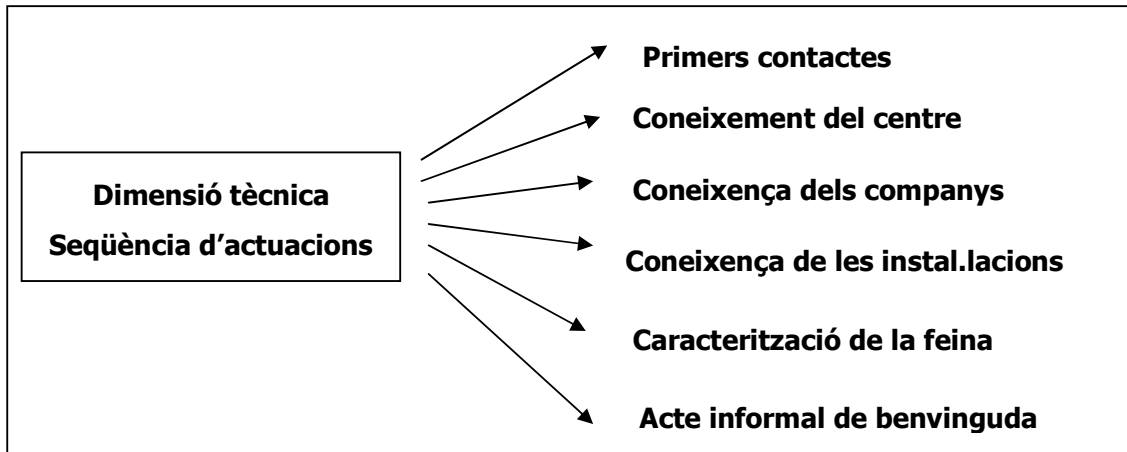 Dimensió tècnica
Seqüència d’actuacions
Primers contactes
Coneixement del centre
Coneixença dels companys
Coneixença de les instal.lacions
Caracterització de la feina
Acte informal de benvinguda